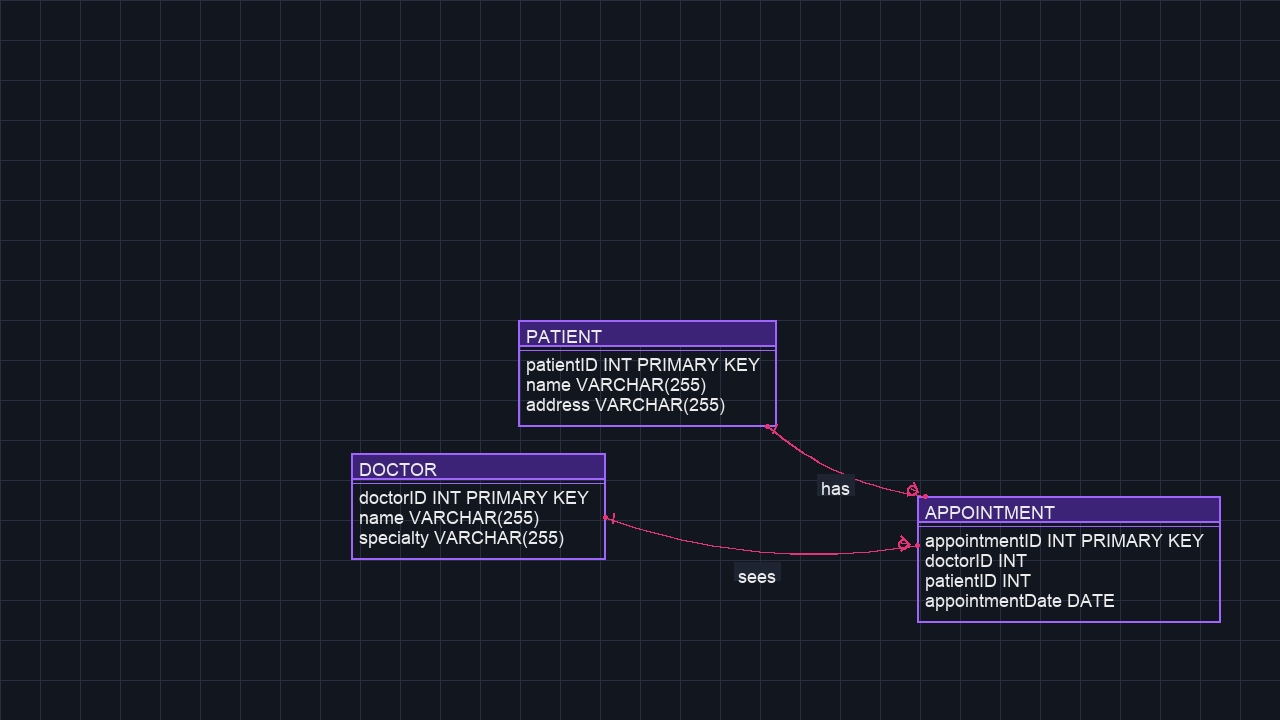 PATIENT
patientID INT PRIMARY KEY
name VARCHAR(255)
address VARCHAR(255)
DOCTOR
doctorID INT PRIMARY KEY
name VARCHAR(255)
specialty VARCHAR(255)
has
sees
APPOINTMENT
appointmentID INT PRIMARY KEY
doctorID INT
patientID INT
appointmentDate DATE